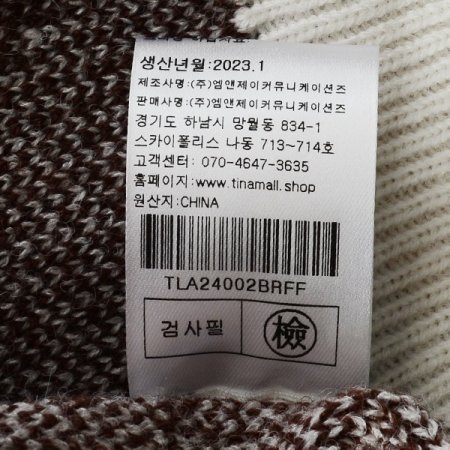 생산년월:2023.1
제조사명:(주)엠앤제이커뮤니케이션즈
판매사명:(주)엠앤제이커뮤니케이션즈
경기도 하남시 망월동 834-1
스카이폴리스 나동 713~714호
고객센터: 070-4647-3635
홈페이지:www.tinamall.shop
원산지:CHINA
TLA24002BRFF
검사필 檢